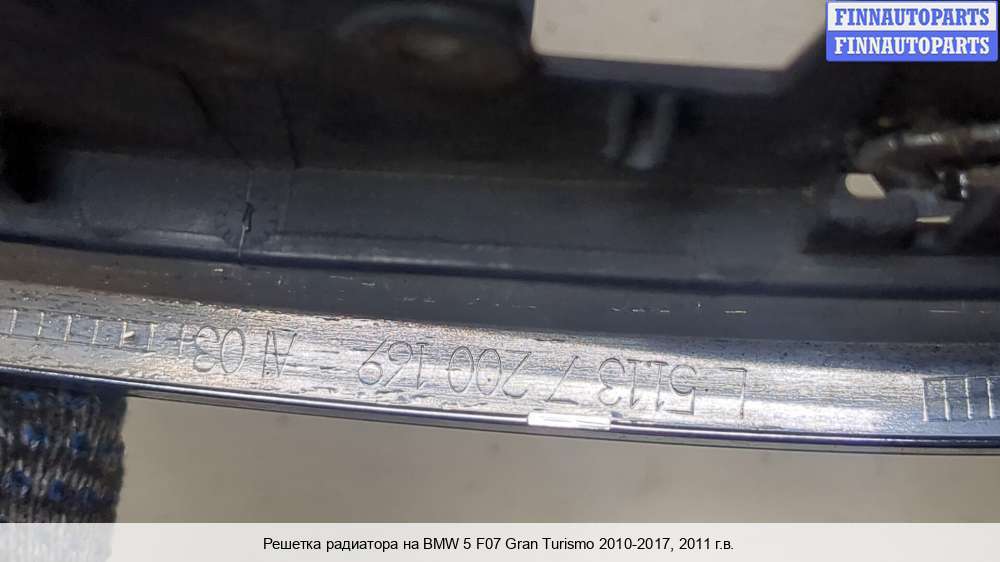 FINNAUTOPARTS
FINNAUTOPARTS
L 5113 7 200 169 - AI 03
Решетка радиатора на BMW 5 F07 Gran Turismo 2010-2017, 2011 г.в.